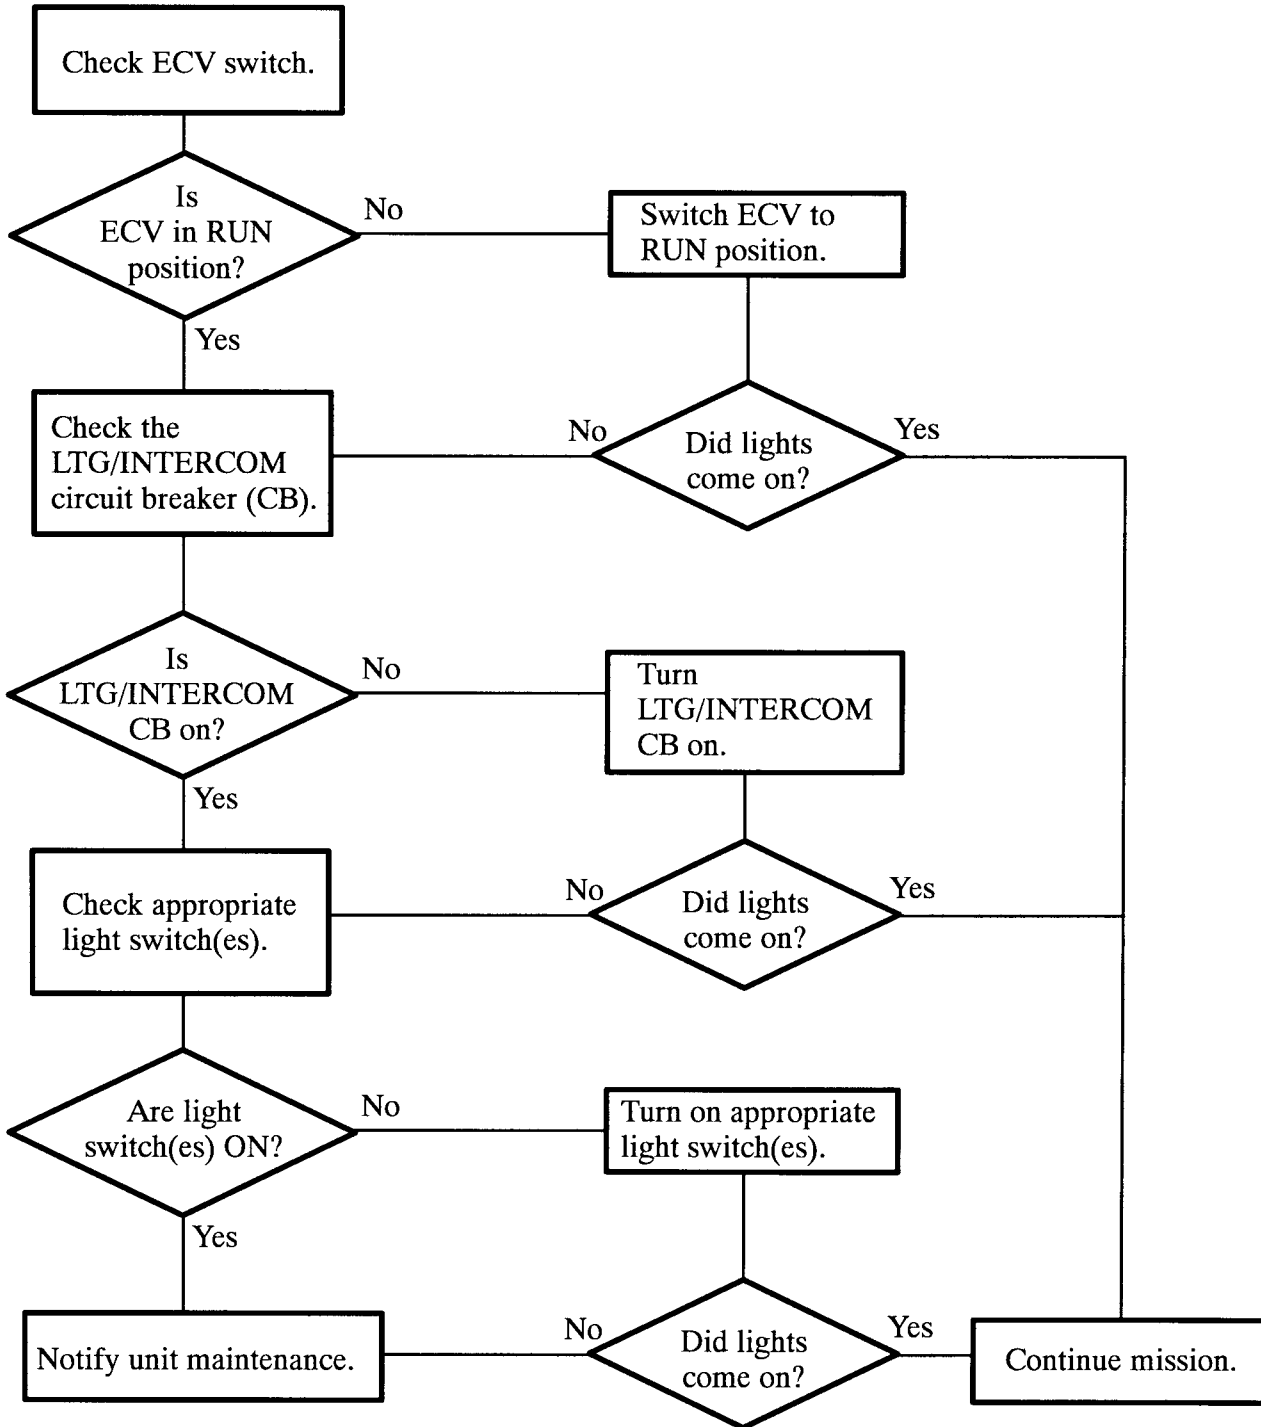 Check ECV switch.
Is
ECV in RUN
position?
No
Switch ECV to
RUN position.
Yes
Check the
LTG/INTERCOM
circuit breaker (CB).
No
Did lights
come on?
Yes
Is
LTG/INTERCOM
CB on?
No
Turn
LTG/INTERCOM
CB on.
Yes
Check appropriate
light switch(es).
No
Did lights
come on?
Yes
Are light
switch(es) ON?
No
Turn on appropriate
light switch(es).
Yes
Notify unit maintenance.
No
Did lights
come on?
Yes
Continue mission.